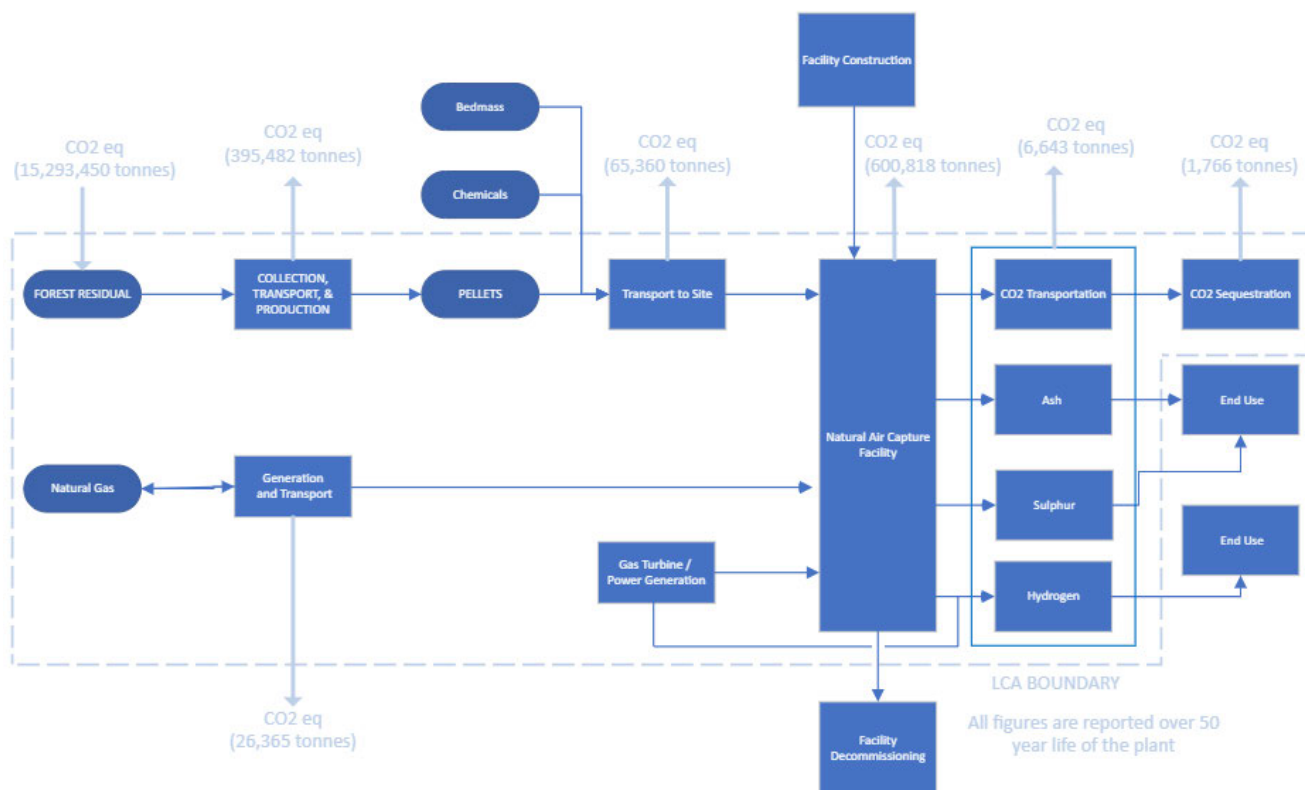 Facility Construction
Bedmass
CO2 eq
(15,293,450 tonnes)
CO2 eq
(395,482 tonnes)
CO2 eq
(65,360 tonnes)
CO2 eq
(600,818 tonnes)
CO2 eq
(6,643 tonnes)
CO2 eq
(1,766 tonnes)
Chemicals
FOREST RESIDUAL
COLLECTION,
TRANSPORT, &
PRODUCTION
PELLETS
Transport to Site
CO2 Transportation
CO2 Sequestration
Natural Air Capture
Facility
Ash
End Use
Natural Gas
Generation
and Transport
Sulphur
End Use
Gas Turbine /
Power Generation
Hydrogen
LCA BOUNDARY
CO2 eq
(26,365 tonnes)
All figures are reported over 50
year life of the plant
Facility
Decommissioning